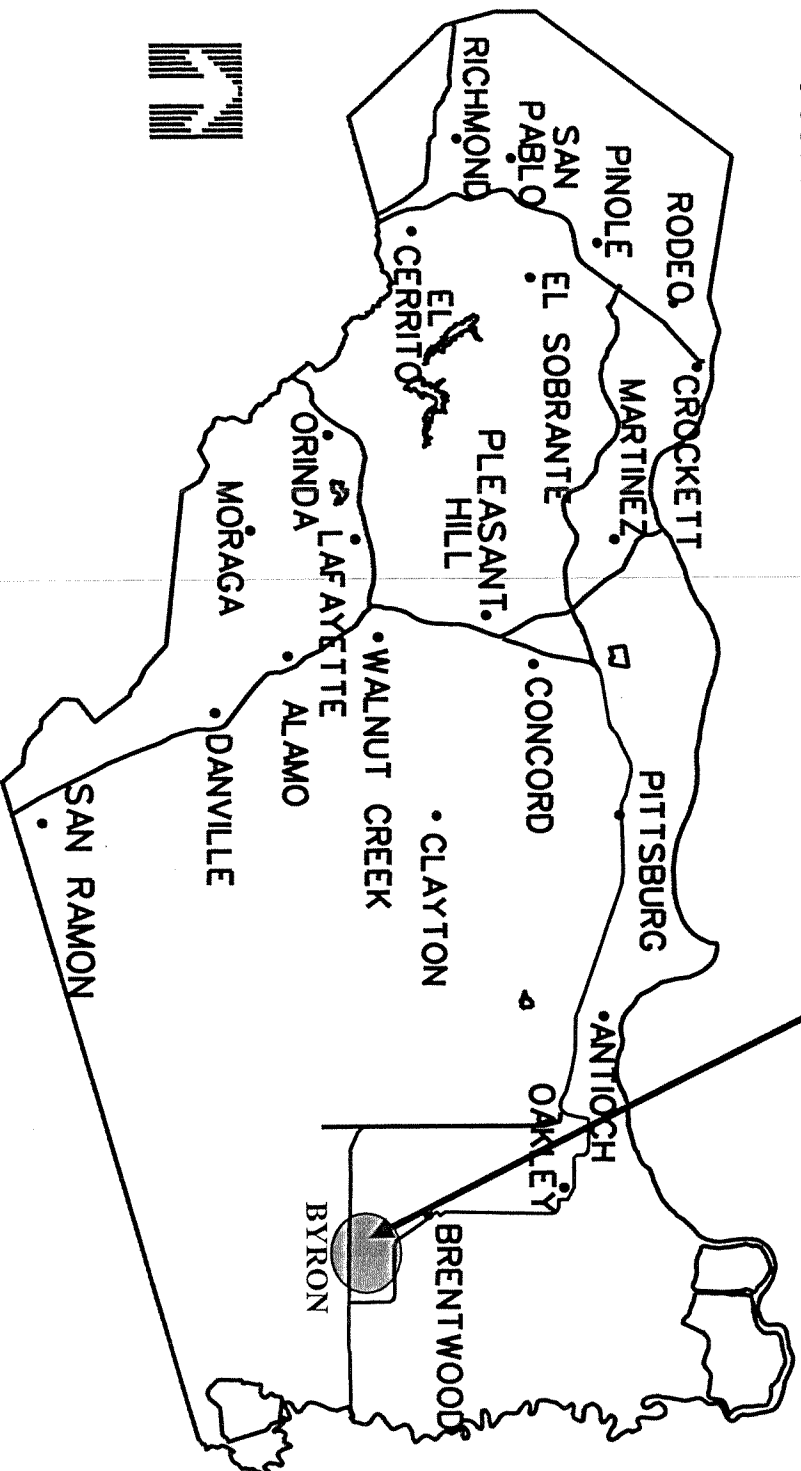 RODEO
CROCKETT
PINOLE
MARTINEZ
SAN
PABLO
RICHMOND
EL SOBRANTE
EL
CERRITO
PLEASANT
HILL
ORINDA
LAFAYETTE
MORAGA
WALNUT CREEK
ALAMO
DANVILLE
SAN RAMON
CONCORD
CLAYTON
PITTSBURG
ANTIOCH
OAKLEY
BRENTWOOD
BYRON